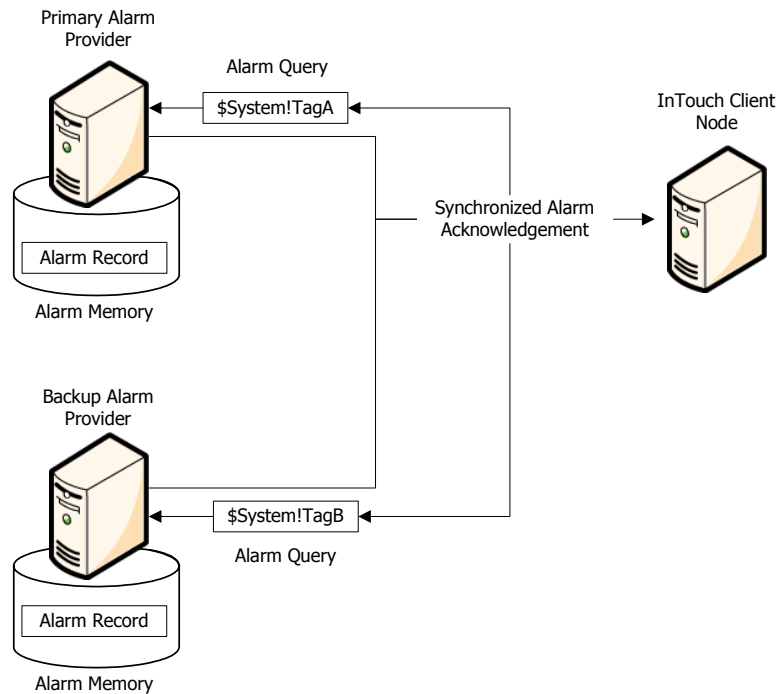 Primary Alarm
Provider
Alarm Query
$System!TagA
InTouch Client
Node
Synchronized Alarm
Acknowledgement
Alarm Record
Alarm Memory
Backup Alarm
Provider
$System!TagB
Alarm Query
Alarm Record
Alarm Memory